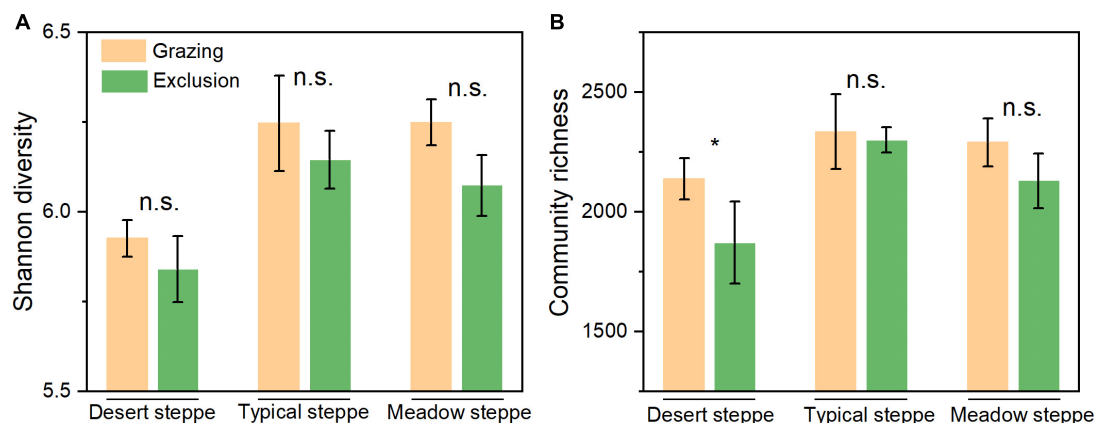 A
6.5
Grazing
Exclusion
n.s.
n.s.
n.s.
6.0
5.5
Shannon diversity
Desert steppe
Typical steppe
Meadow steppe
B
2500
2000
1500
Community richness
*
n.s.
n.s.
Desert steppe
Typical steppe
Meadow steppe